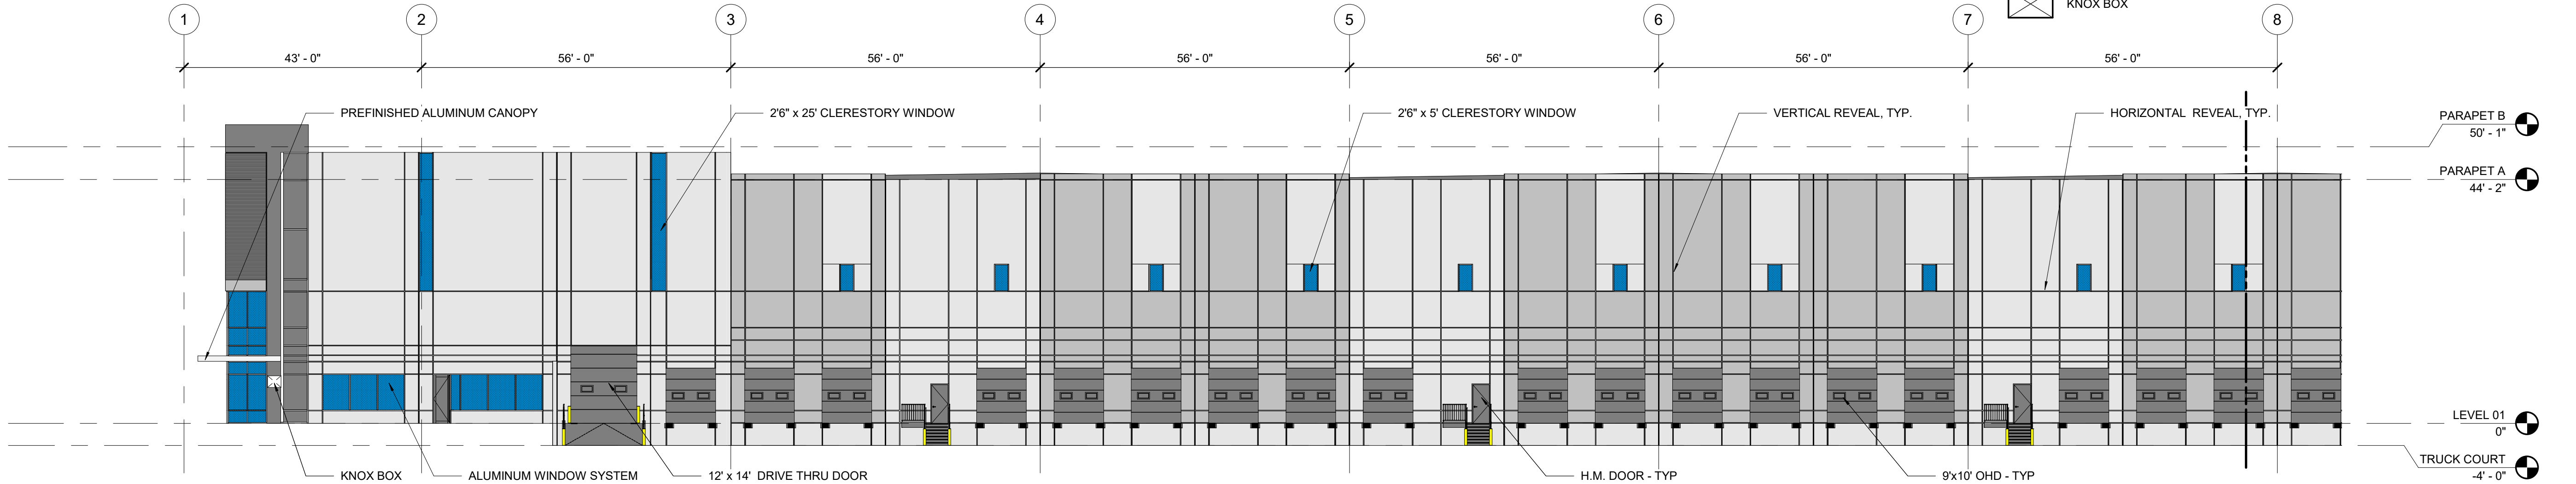 KNOX BOX
1
2
3
4
5
6
7
8
43' - 0"
56' - 0"
56' - 0"
56' - 0"
56' - 0"
56' - 0"
56' - 0"
PREFINISHED ALUMINUM CANOPY
2'6" x 25' CLERESTORY WINDOW
2'6" x 5' CLERESTORY WINDOW
VERTICAL REVEAL, TYP.
HORIZONTAL REVEAL, TYP.
PARAPET B
50' - 1"
PARAPET A
44' - 2"
LEVEL 01
0"
TRUCK COURT
-4' - 0"
KNOX BOX
ALUMINUM WINDOW SYSTEM
12' x 14' DRIVE THRU DOOR
H.M. DOOR - TYP
9'x10' OHD - TYP